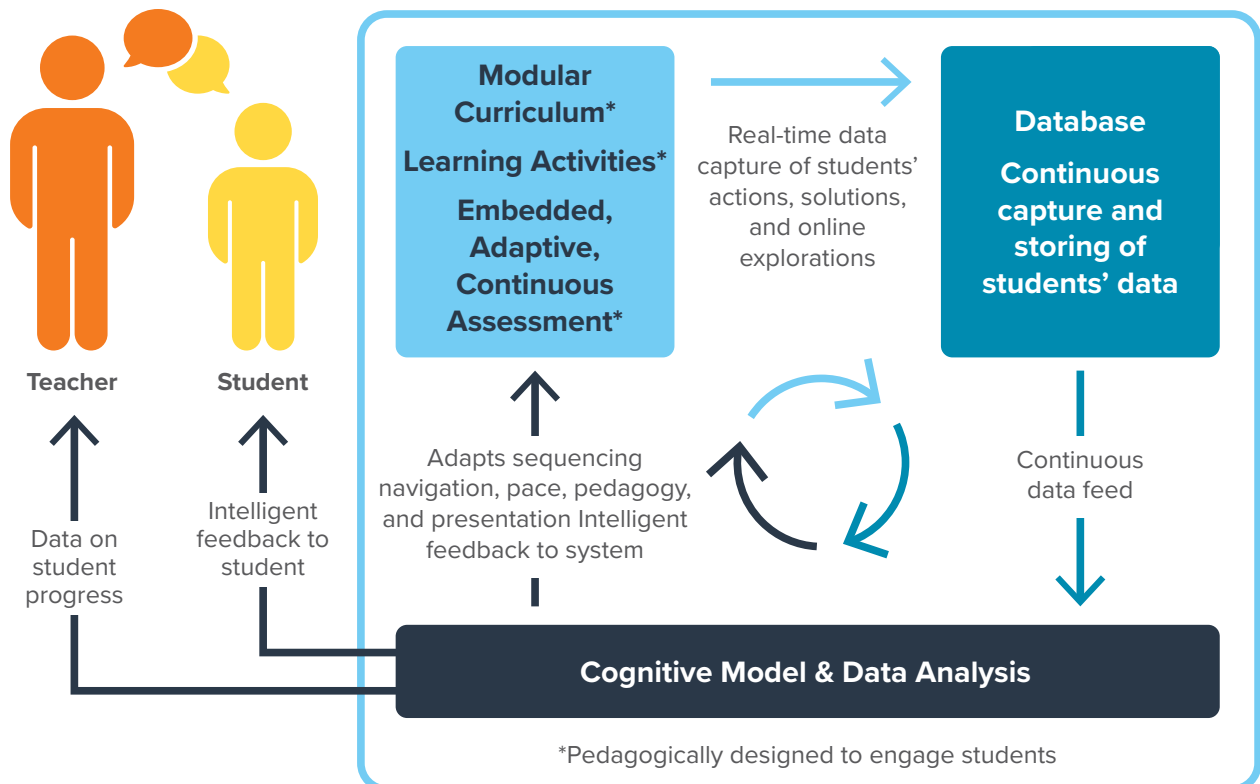 Modular
Curriculum*
Learning Activities*
Embedded,
Adaptive,
Continuous
Assessment*
Real-time data
capture of students’
actions, solutions,
and online
explorations
Database
Continuous
capture and
storing of
students’ data
Teacher
Student
Data on
student
progress
Intelligent
feedback to
student
Adapts sequencing
navigation, pace, pedagogy,
and presentation Intelligent
feedback to system
Continuous
data feed
Cognitive Model & Data Analysis
*Pedagogically designed to engage students